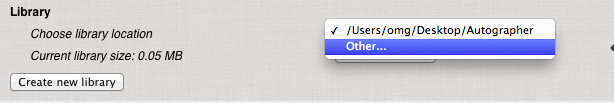 Library
Choose library location
✓ /Users/omg/Desktop/Autographer
Other...
Current library size: 0.05 MB
Create new library